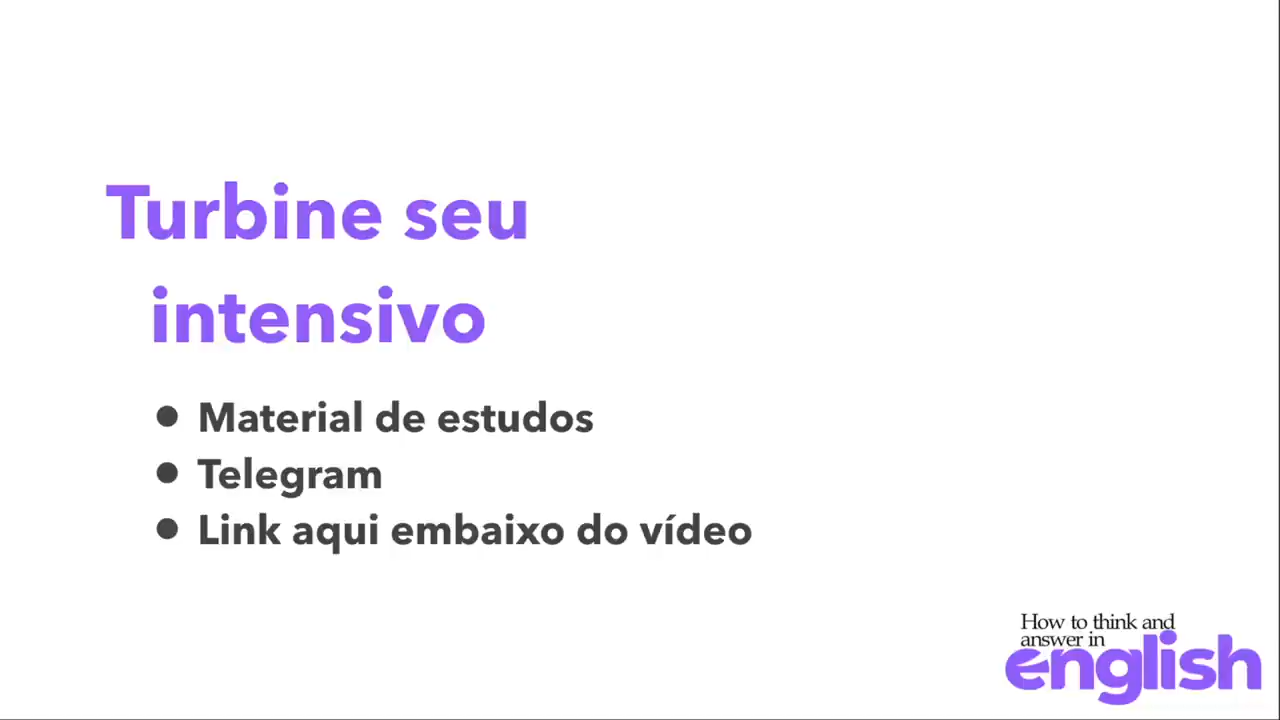 Turbine seu
intensivo
• Material de estudos
• Telegram
• Link aqui embaixo do vídeo
How to think and
answer in
english